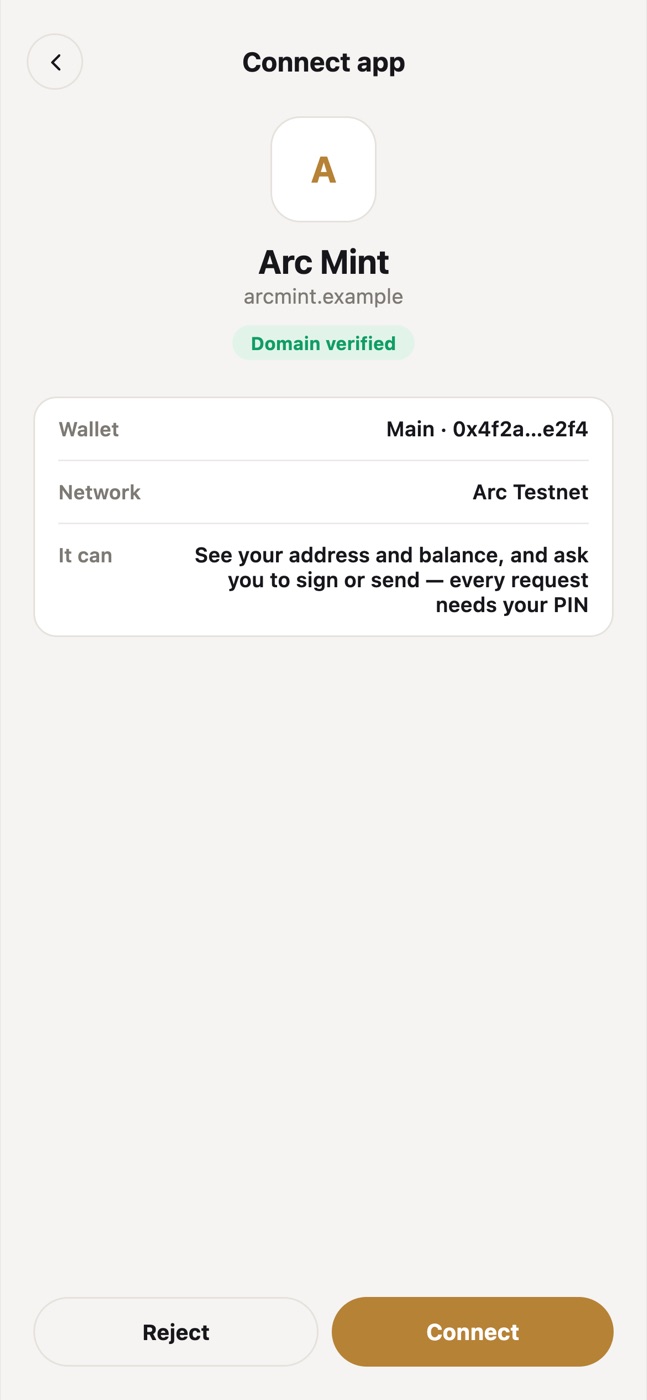 Connect app
A
Arc Mint
arcmint.example
Domain verified
Wallet
Main · 0x4f2a...e2f4
Network
Arc Testnet
It can
See your address and balance, and ask
you to sign or send — every request
needs your PIN
Reject
Connect